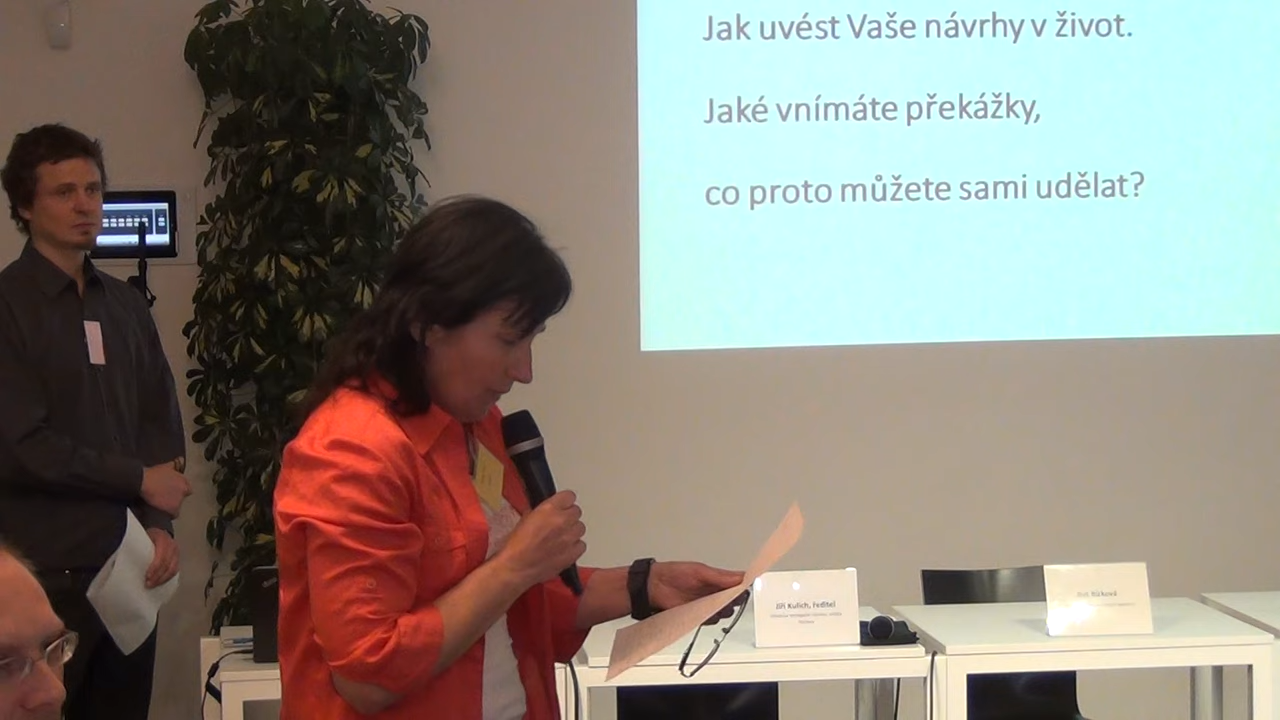 Jak uvést Vaše návrhy v život.
Jaké vnímáte překážky,
co proto můžete sami udělat?
Jiří Kulich, ředitel